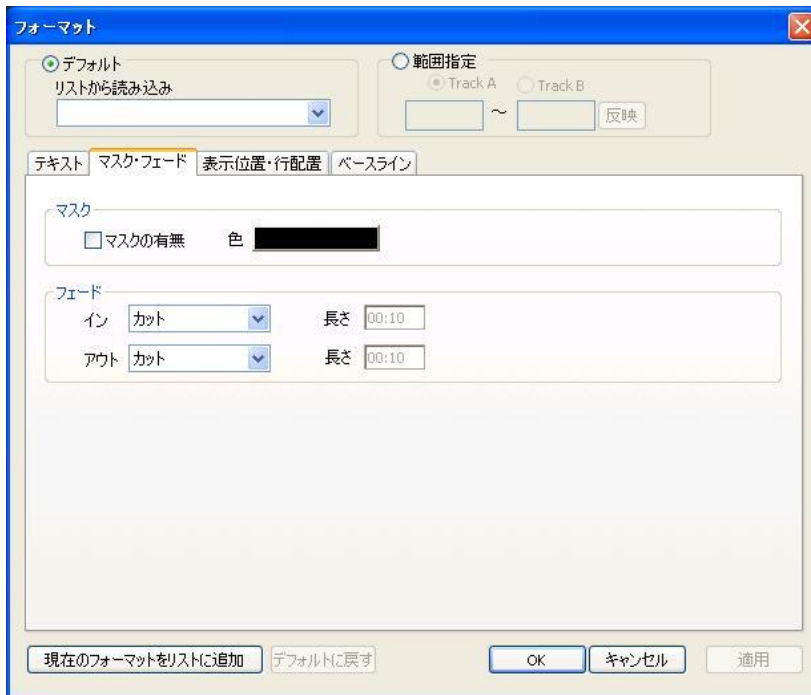 フォーマット
デフォルト
リストから読み込み
範囲指定
Track A
Track B
～
反映
テキスト
マスク・フェード
表示位置・行配置
ベースライン
マスク
マスクの有無
色
フェード
イン
カット
長さ
00:10
アウト
カット
長さ
00:10
現在のフォーマットをリストに追加
デフォルトに戻す
OK
キャンセル
適用